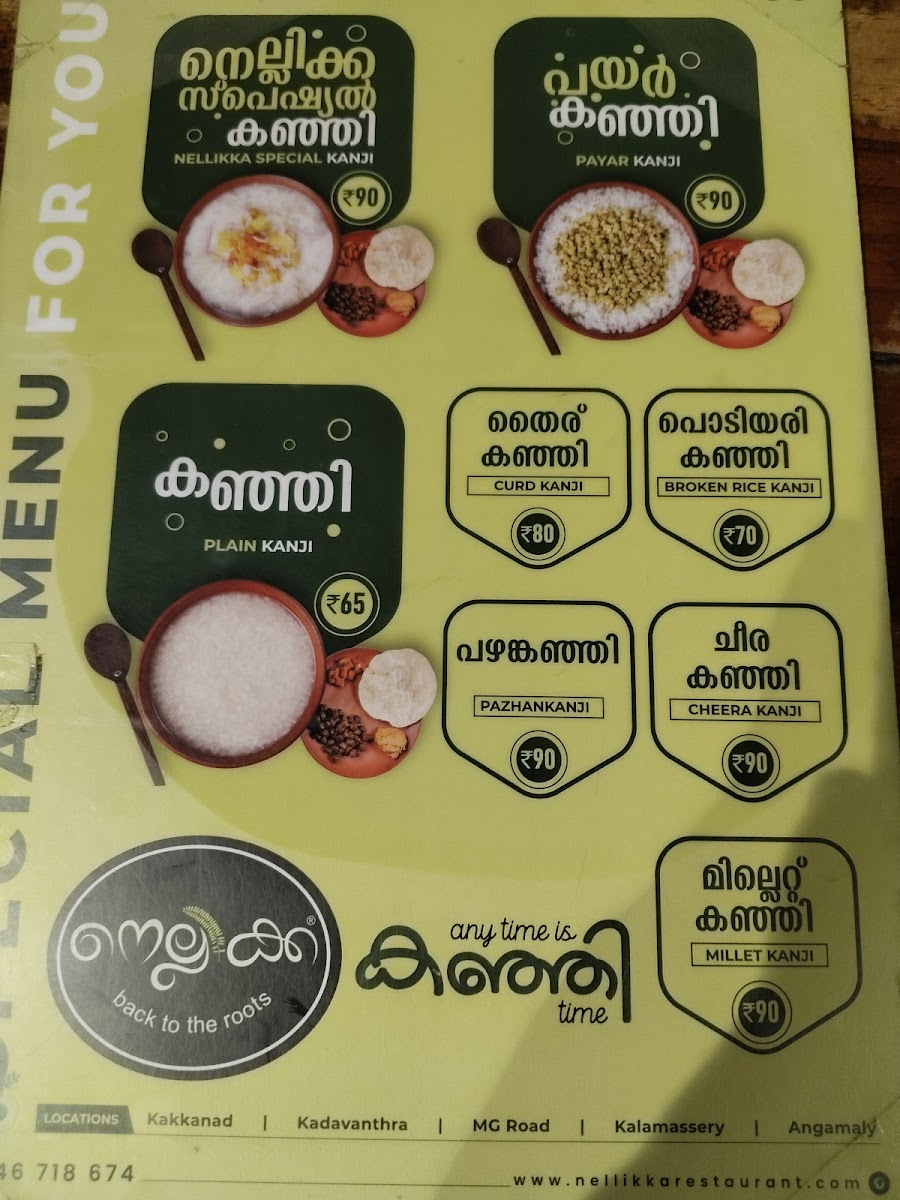 SPECIAL MENU FOR YOU
നെല്ലിക്ക
സ്പെഷ്യൽ
കഞ്ഞി
NELLIKKA SPECIAL KANJI
₹90
പയർ
കഞ്ഞി
PAYAR KANJI
₹90
കഞ്ഞി
PLAIN KANJI
₹65
തൈര്
കഞ്ഞി
CURD KANJI
₹80
പൊടിയരി
കഞ്ഞി
BROKEN RICE KANJI
₹70
പഴങ്കഞ്ഞി
PAZHANKANJI
₹90
ചീര
കഞ്ഞി
CHEERA KANJI
₹90
നെല്ലിക്ക ®
back to the roots
any time is
കഞ്ഞി
time
മില്ലെറ്റ്
കഞ്ഞി
MILLET KANJI
₹90
LOCATIONS Kakkanad | Kadavanthra | MG Road | Kalamassery | Angamaly
46 718 674
www.nellikkarestaurant.com